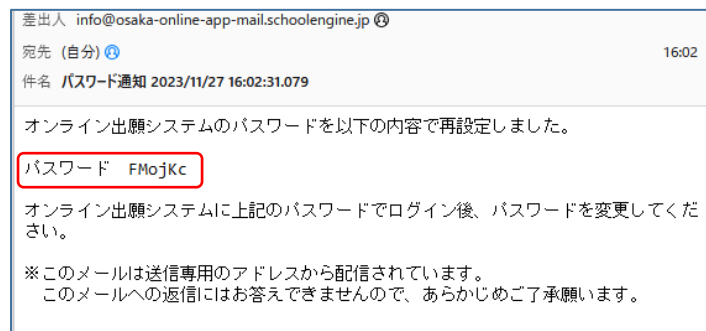 差出人 info@osaka-online-app-mail.schoolengine.jp
宛先 (自分) 16:02
件名 パスワード通知 2023/11/27 16:02:31.079
オンライン出願システムのパスワードを以下の内容で再設定しました。
パスワード FMojKc
オンライン出願システムに上記のパスワードでログイン後、パスワードを変更してくだ
さい。
※このメールは送信専用のアドレスから配信されています。
このメールへの返信にはお答えできませんので、あらかじめご了承願います。